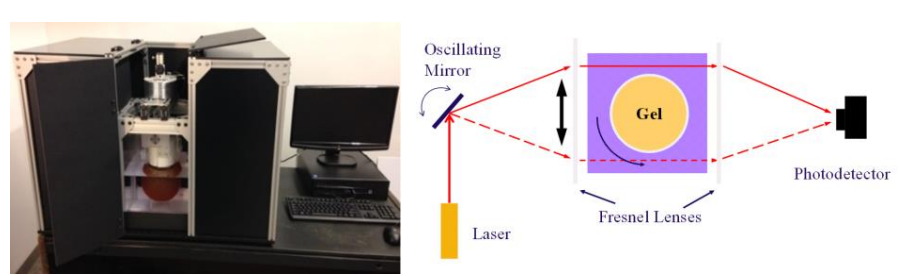 Oscillating
Mirror
Gel
Photodetector
Fresnel Lenses
Laser